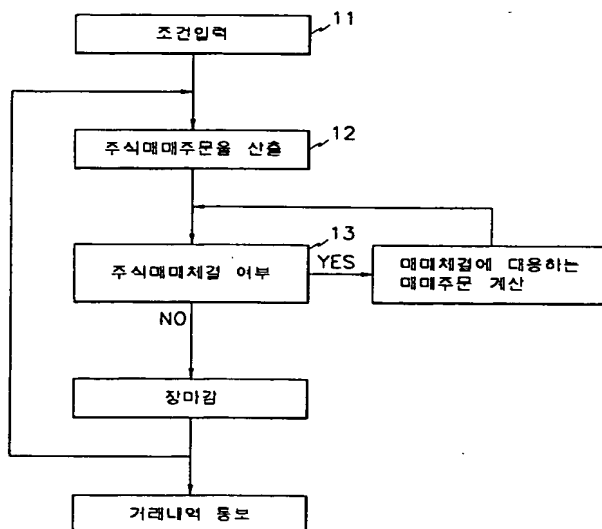 조건입력
11
주식매매주문을 산출
12
주식매매체결 여부
13
YES
매매체결에 대응하는
매매주문 계산
NO
장마감
거래내역 통보